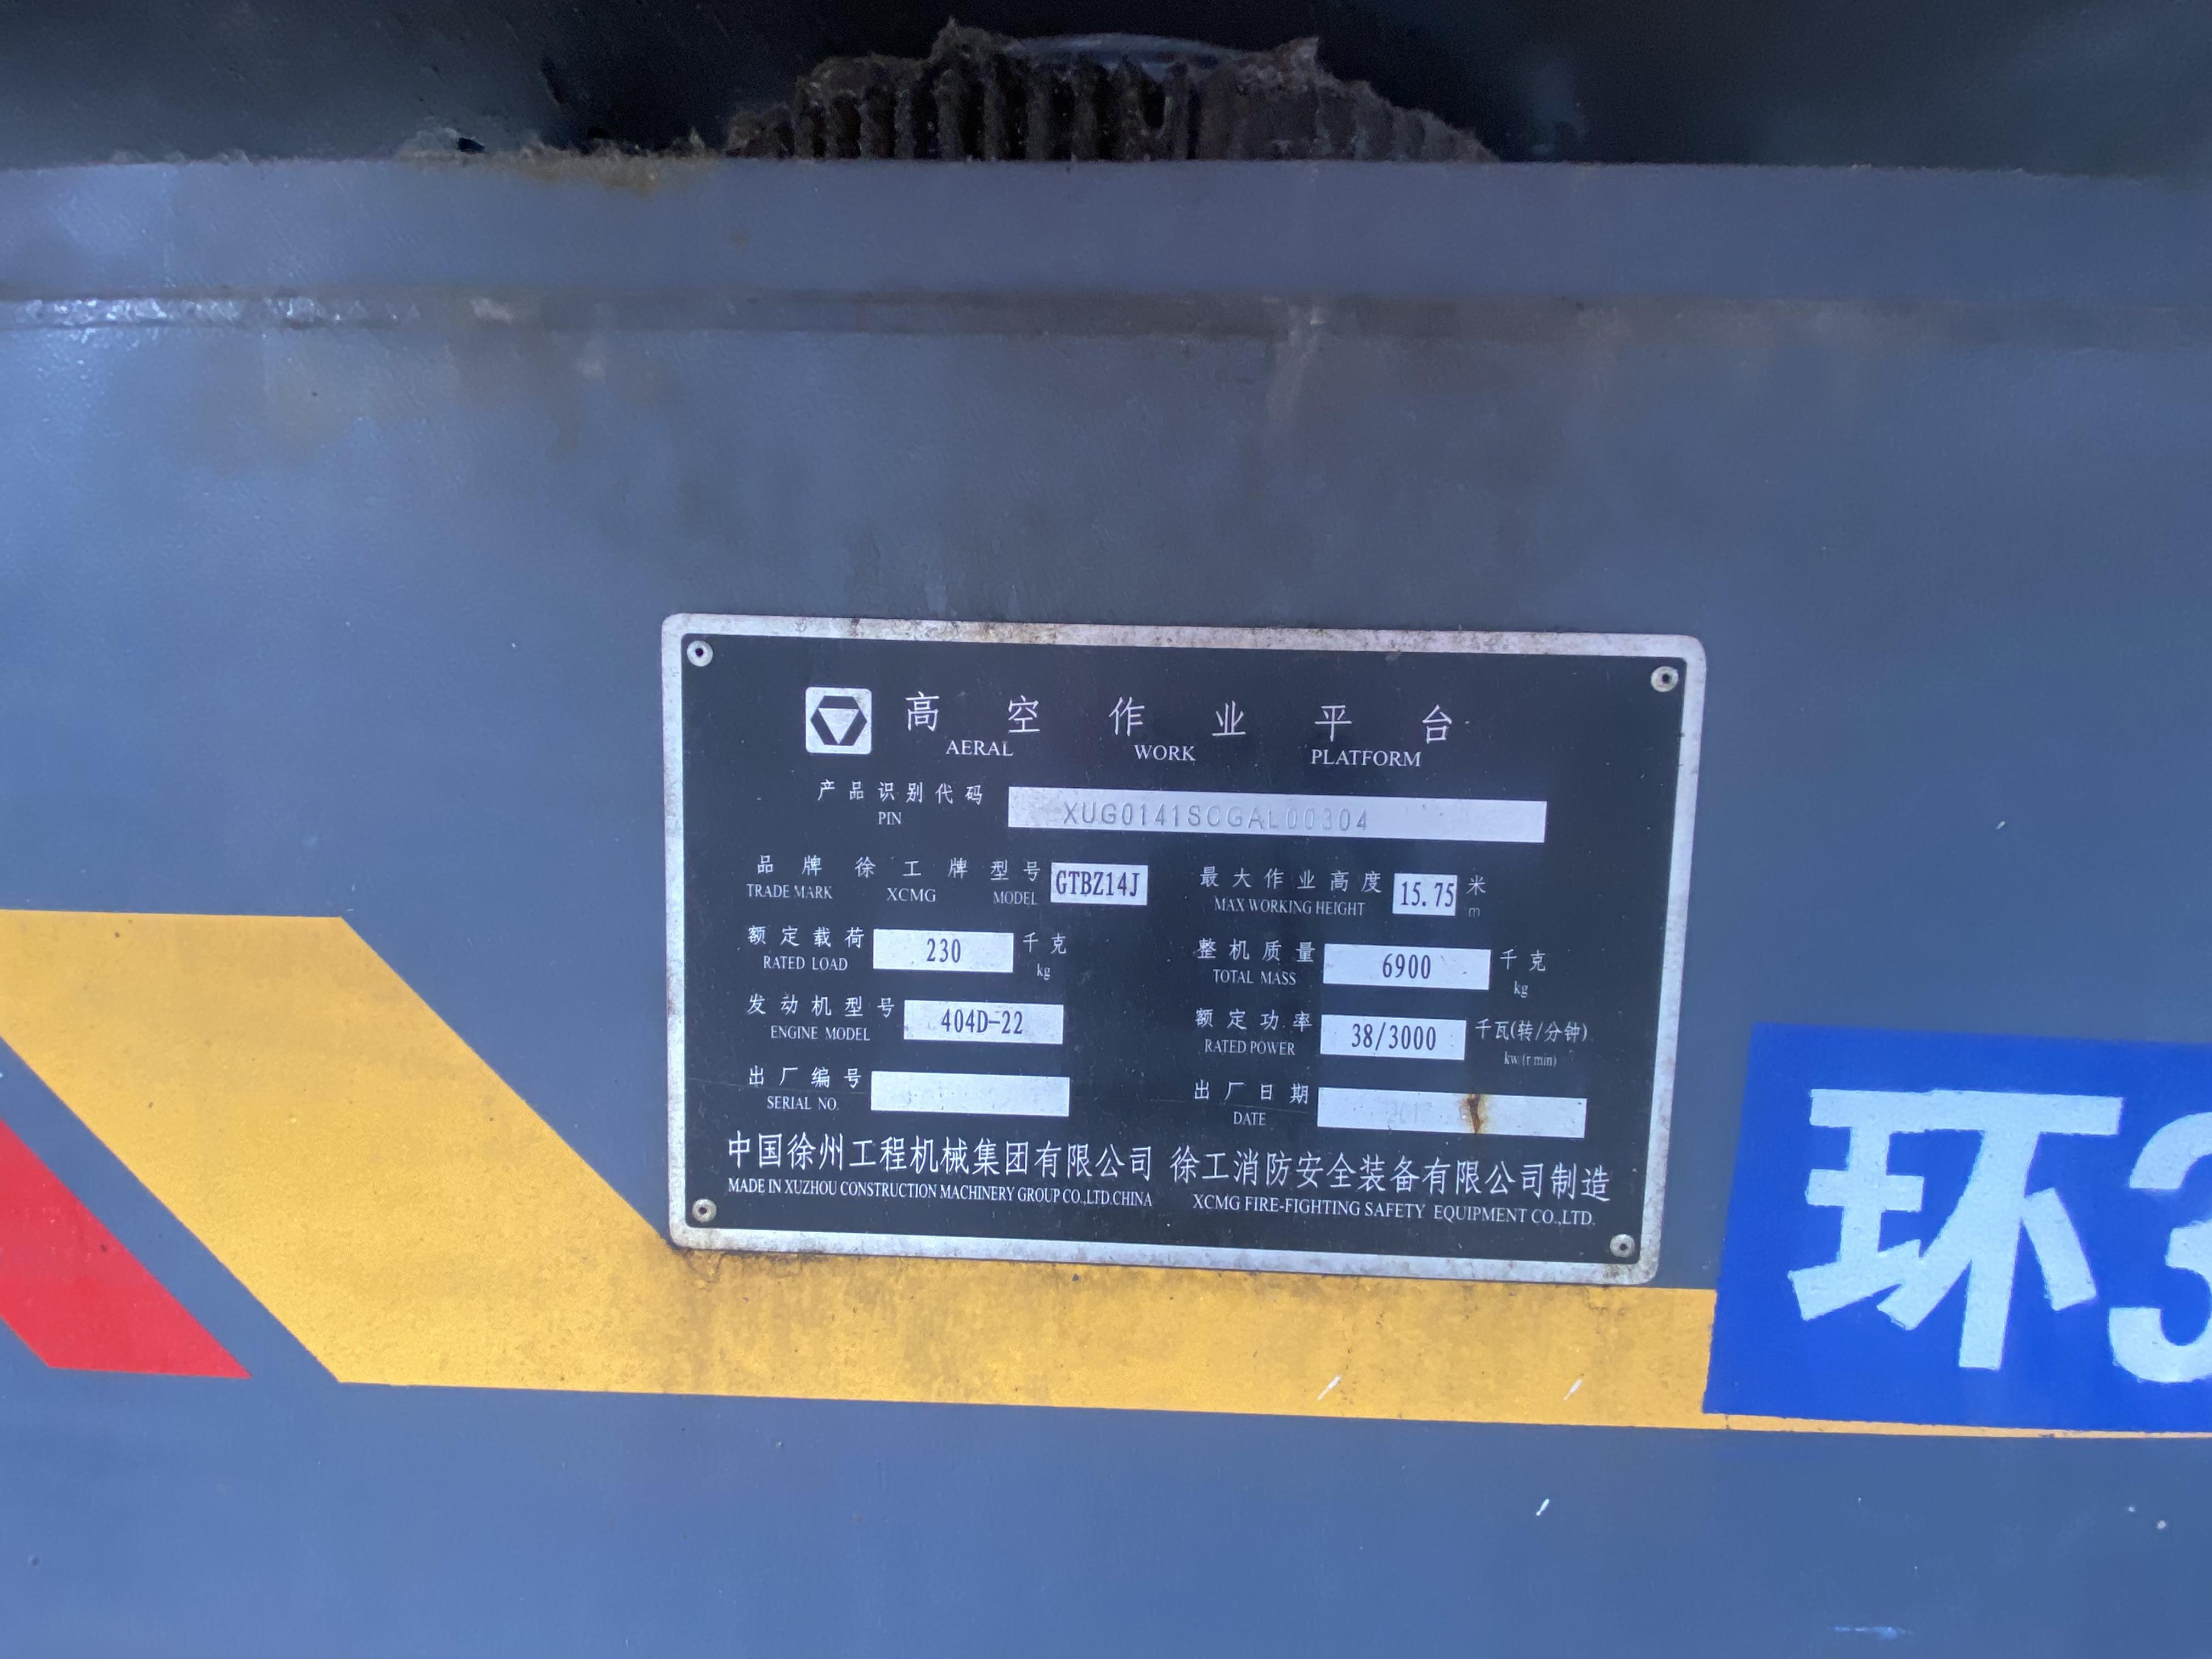 高空作业平台
AERAL WORK PLATFORM
产品识别代码 XUG0141SCGAL00304
PIN
品牌 徐工牌 型号 GTBZ14J 最大作业高度 15.75 米
TRADE MARK XCMG MODEL MAX WORKING HEIGHT m
额定载荷 230 千克 整机质量 6900 千克
RATED LOAD kg TOTAL MASS kg
发动机型号 404D-22 额定功率 38/3000 千瓦(转/分钟)
ENGINE MODEL RATED POWER kw (r min)
出厂编号 出厂日期
SERIAL NO. DATE
中国徐州工程机械集团有限公司 徐工消防安全装备有限公司制造
MADE IN XUZHOU CONSTRUCTION MACHINERY GROUP CO.,LTD.CHINA XCMG FIRE-FIGHTING SAFETY EQUIPMENT CO.,LTD.
环3